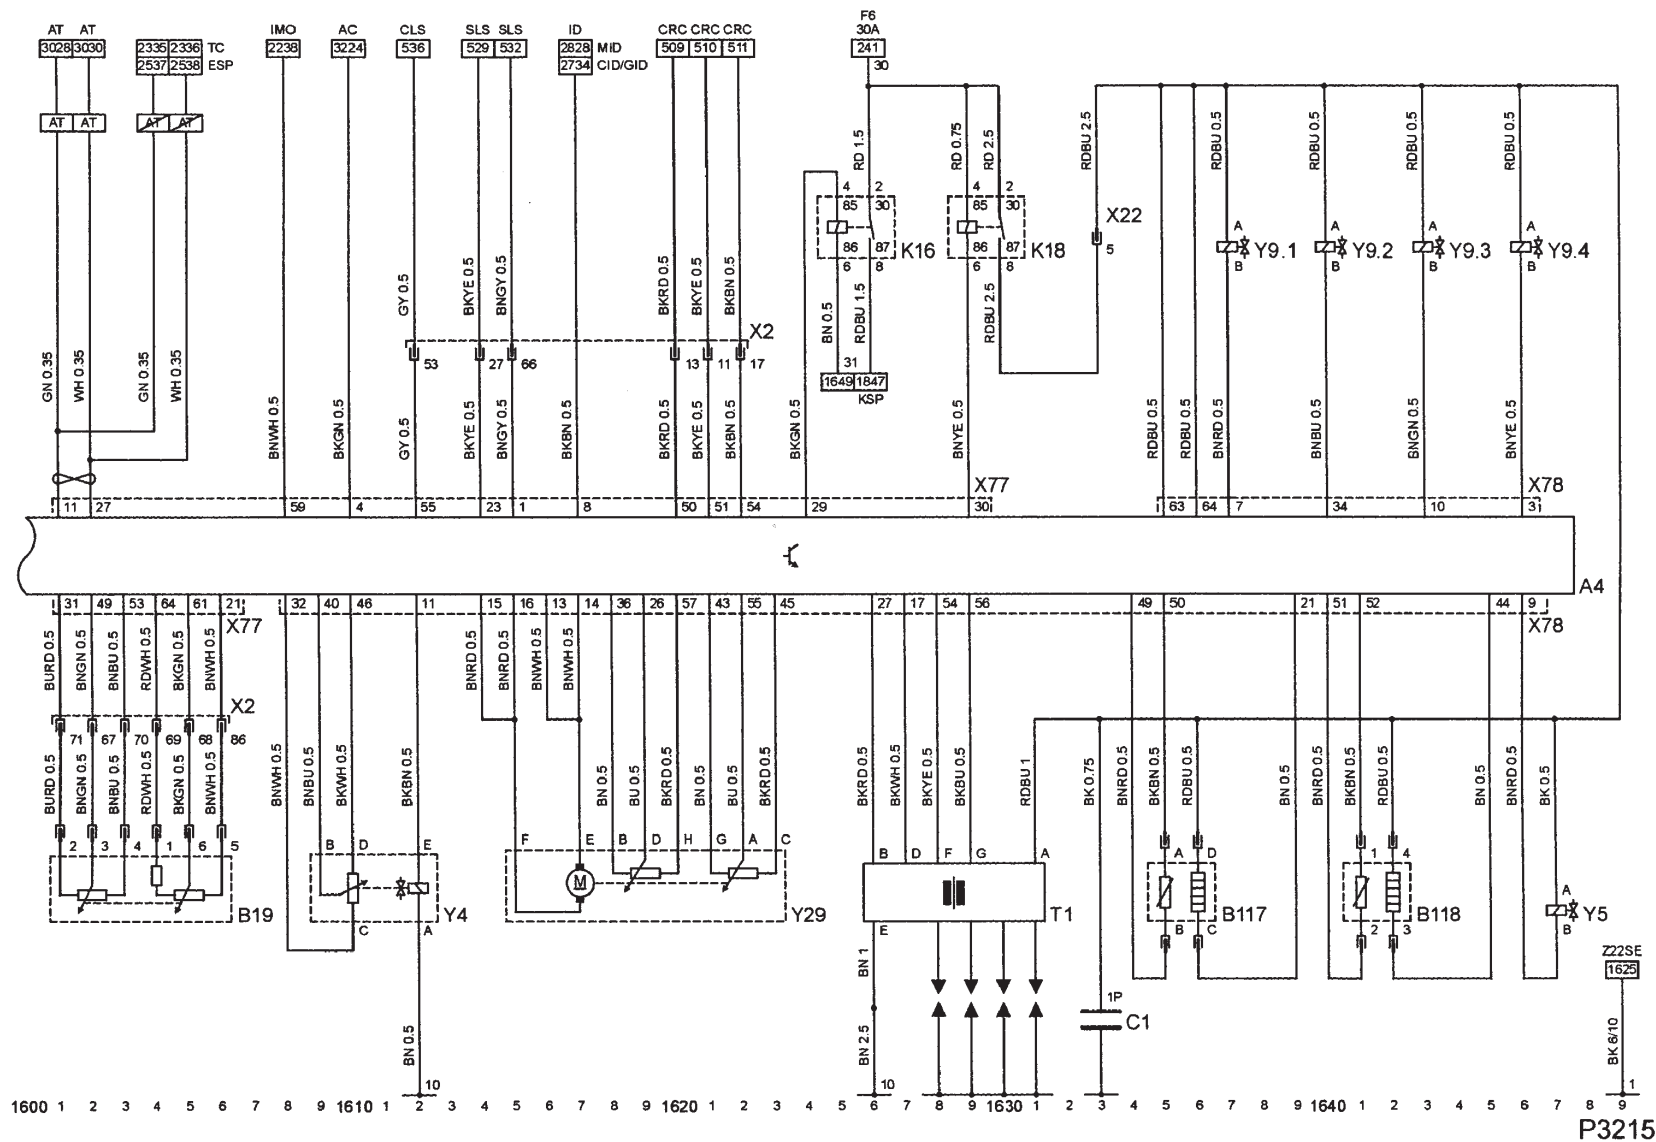 AT AT IMO AC CLS SLS SLS ID CRC CRC CRC F6
30A
3028 3030 2335 2336 TC 2238 3224 536 529 532 2828 MID 509 510 511 241
2537 2538 ESP 2734 CID/GID 30
AT AT AT AT
RD 1.5 RD 0.75 RD 2.5 RDBU 2.5 RDBU 0.5 RDBU 0.5 RDBU 0.5 RDBU 0.5
4 2 4 2
85 30 85 30
X22
86 87 K16 86 87 K18 5
A A A A
Y9.1 Y9.2 Y9.3 Y9.4
B B B B
6 8 6 8
GY 0.5 BKYE 0.5 BNGY 0.5 BKRD 0.5 BKYE 0.5 BKBN 0.5 BN 0.5 RDBU 1.5 RDBU 2.5
X2
53 27 66 13 11 17
31
1649 1847
KSP
GN 0.35 WH 0.35 GN 0.35 WH 0.35
BNWH 0.5 BKGN 0.5 GY 0.5 BKYE 0.5 BNGY 0.5 BKBN 0.5 BKRD 0.5 BKYE 0.5 BKBN 0.5 BKGN 0.5 BNYE 0.5 RDBU 0.5 RDBU 0.5 BNRD 0.5 BNBU 0.5 BNGN 0.5 BNYE 0.5
X77 X78
11 27 59 4 55 23 1 8 50 51 54 29 30 63 64 7 34 10 3
A4
31 49 53 64 61 21 32 40 46 11 15 16 13 14 36 26 57 43 55 45 27 17 54 56 49 50 21 51 52 44 9
X77 X78
BURD 0.5 BNGN 0.5 BNBU 0.5 RDWH 0.5 BKGN 0.5 BNWH 0.5 BNRD 0.5 BNRD 0.5 BNWH 0.5 BNWH 0.5
X2
71 67 70 69 68 86
BURD 0.5 BNGN 0.5 BNBU 0.5 RDWH 0.5 BKGN 0.5 BNWH 0.5 BNWH 0.5 BNBU 0.5 BKWH 0.5 BKBN 0.5 BN 0.5 BU 0.5 BKRD 0.5 BN 0.5 BU 0.5 BKRD 0.5 BKRD 0.5 BKWH 0.5 BKYE 0.5 BKBU 0.5 RDBU 1 BK 0.75 BNRD 0.5 BKBN 0.5 RDBU 0.5 BN 0.5 BNRD 0.5 BKBN 0.5 RDBU 0.5 BN 0.5 BNRD 0.5 BK 0.5
2 3 4 1 6 5 B D E F E B D H G A C B D F G A A D 1 4
M
A
B19 Y4 Y29 T1 B117 B118 Y5
C A E B C 2 3 B
Z22SE
1625
BN 1
1P
C1
BN 0.5 BN 2.5 BK 6/10
10 10 1
1600 1 2 3 4 5 6 7 8 9 1610 1 2 3 4 5 6 7 8 9 1620 1 2 3 4 5 6 7 8 9 1630 1 2 3 4 5 6 7 8 9 1640 1 2 3 4 5 6 7 8 9
P3215